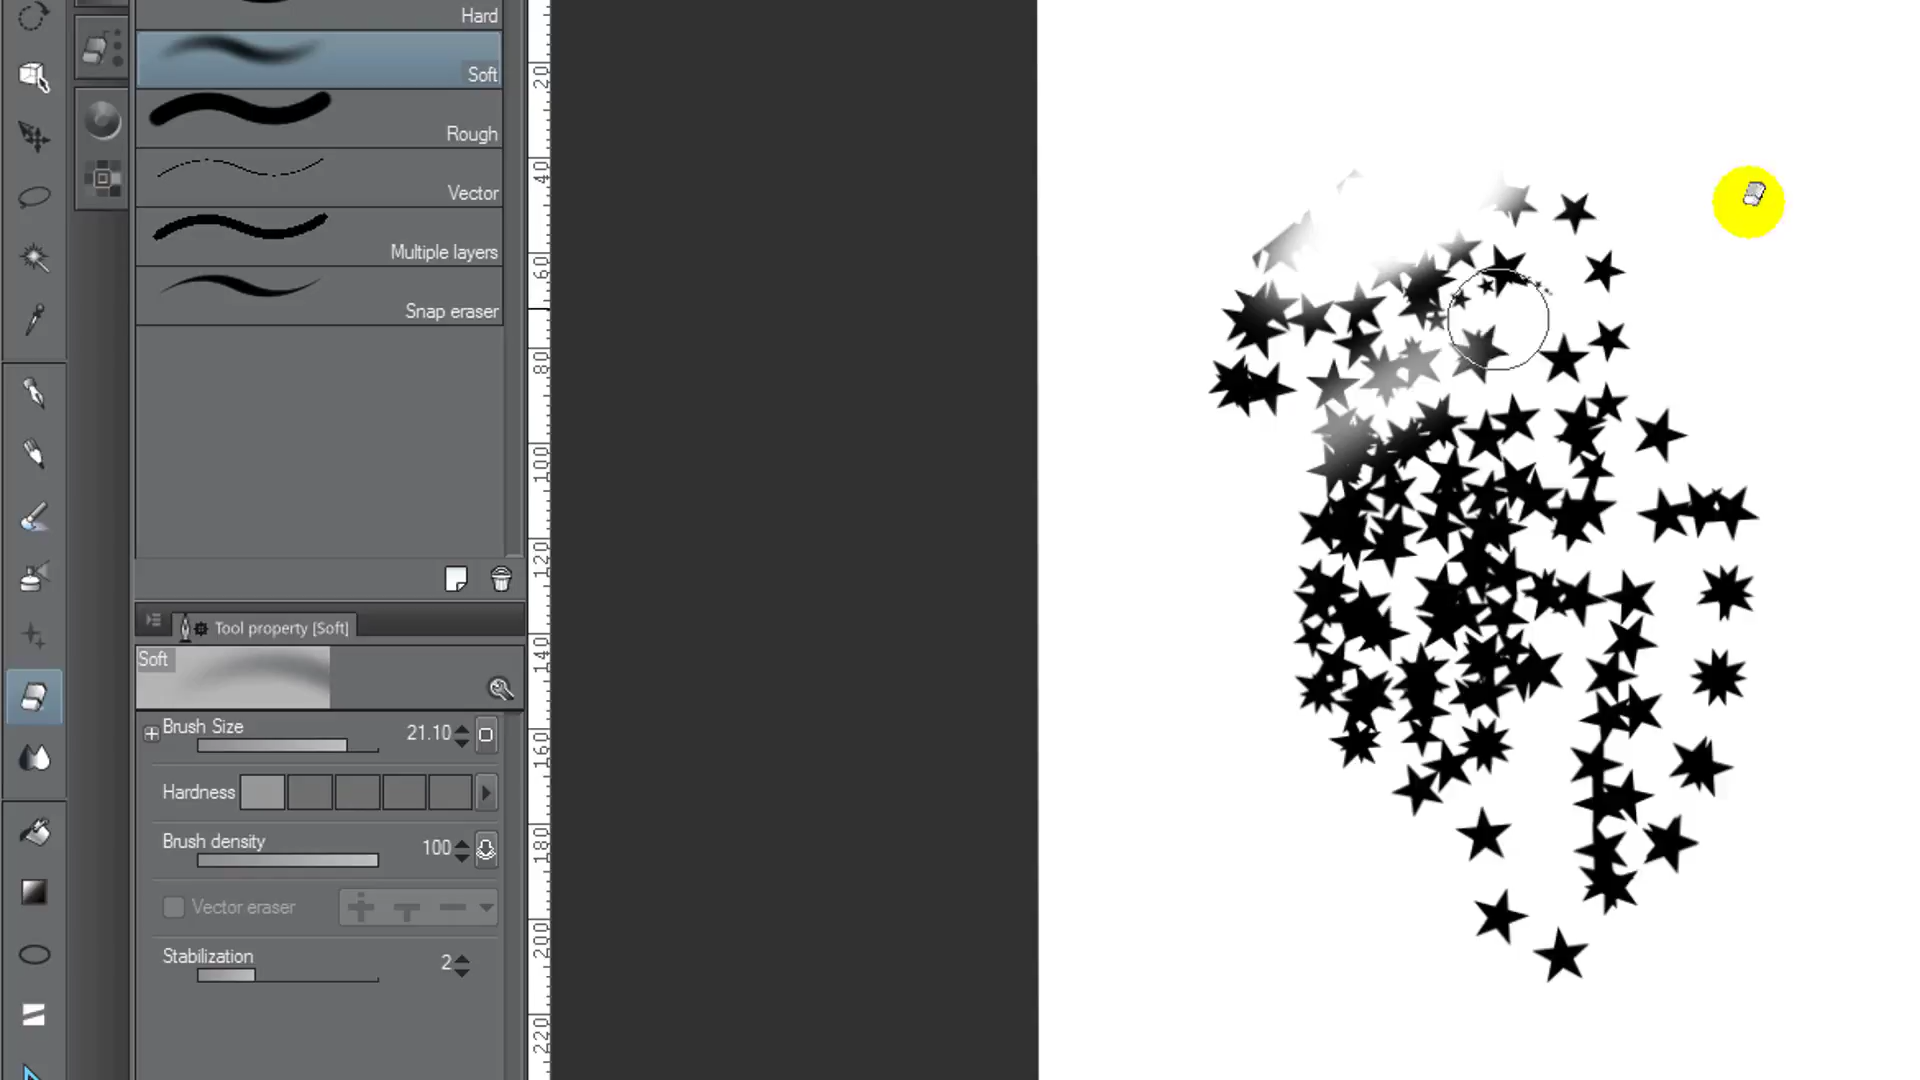 Hard
Soft
Rough
Vector
Multiple layers
Snap eraser
Tool property [Soft]
Soft
Brush Size 21.10
Hardness
Brush density 100
Vector eraser
Stabilization 2
20
40
60
80
100
120
140
160
180
200
220